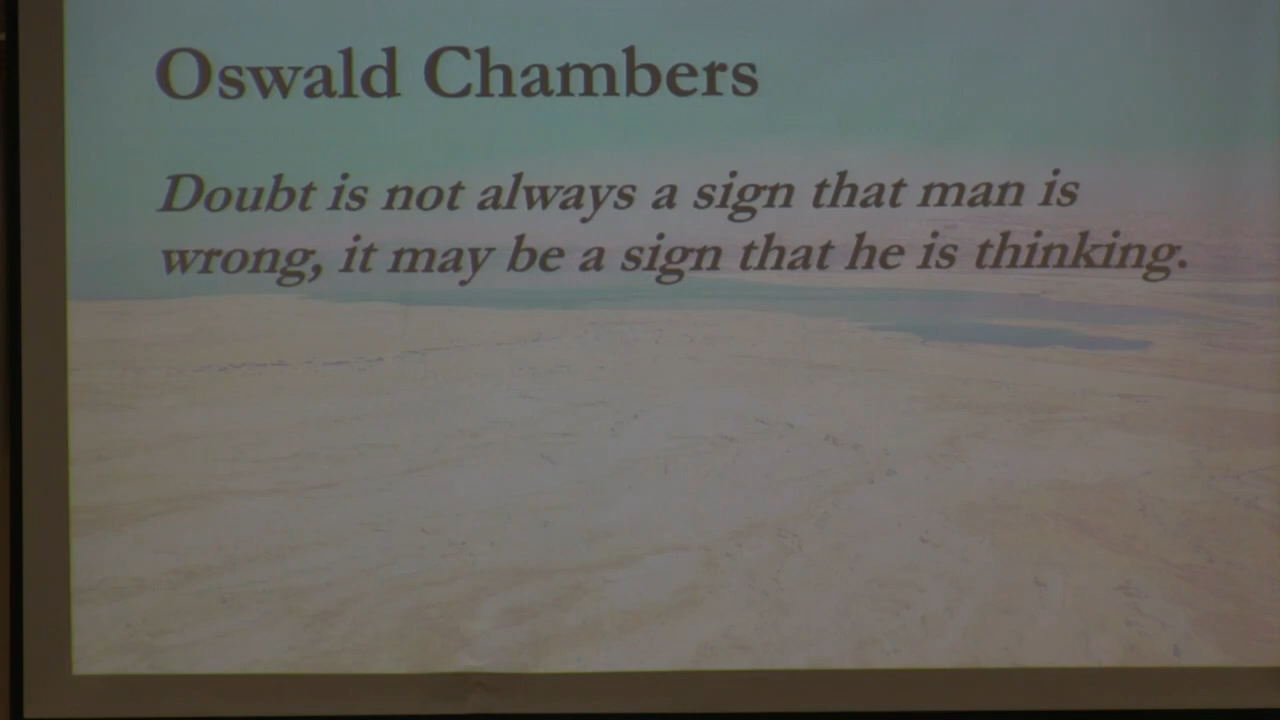 Oswald Chambers
Doubt is not always a sign that man is
wrong, it may be a sign that he is thinking.